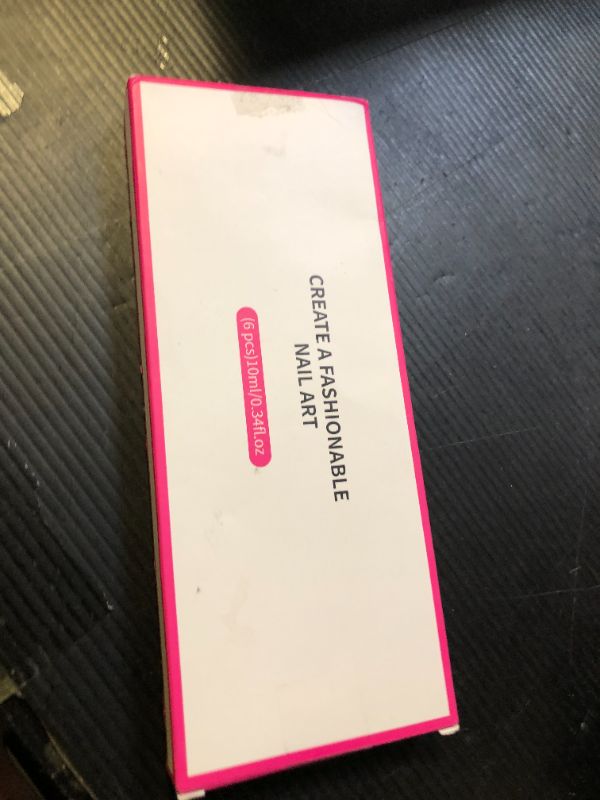 CREATE A FASHIONABLE
NAIL ART
(6 pcs)10ml/0.34fl.oz